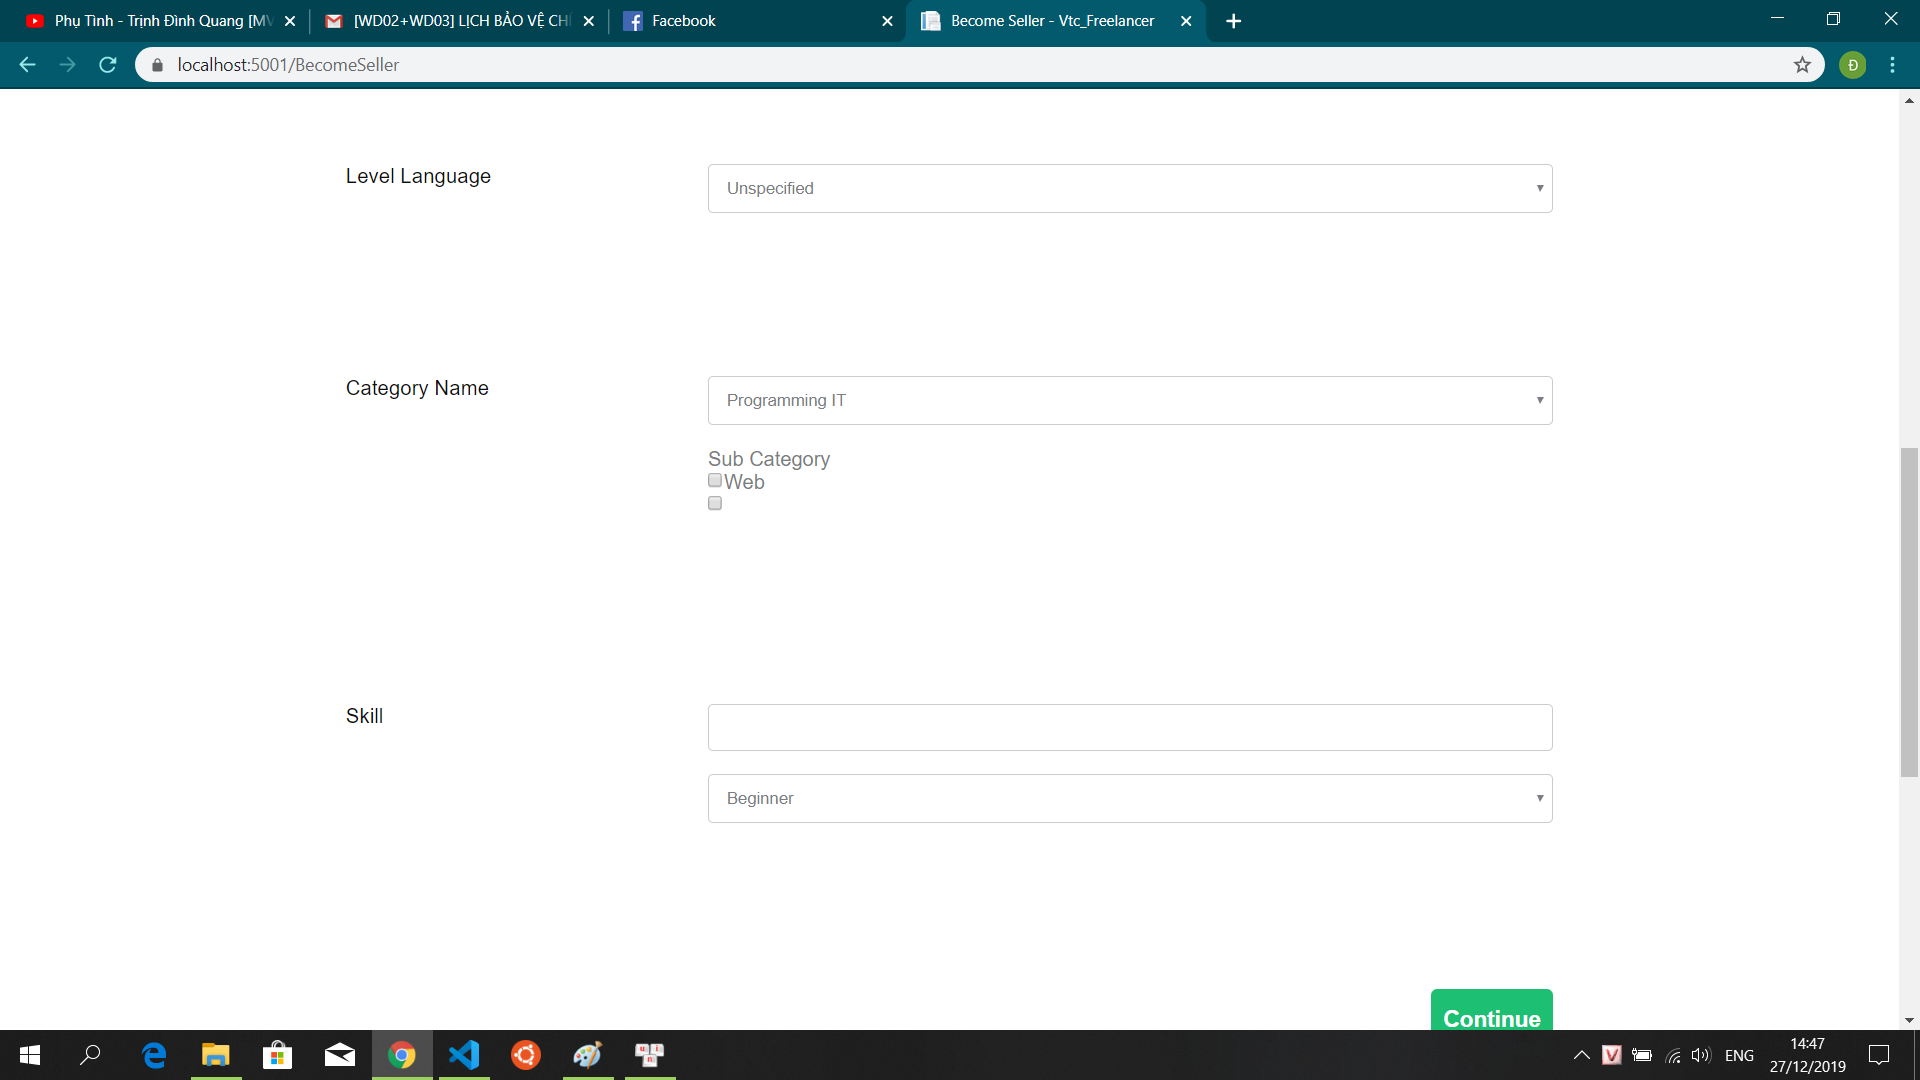 Phụ Tình - Trịnh Đình Quang [MV
[WD02+WD03] LỊCH BẢO VỆ CHÍ
Facebook
Become Seller - Vtc_Freelancer
localhost:5001/BecomeSeller
Đ
Level Language
Unspecified
Category Name
Programming IT
Sub Category
Web
Skill
Beginner
Continue
ENG
14:47
27/12/2019